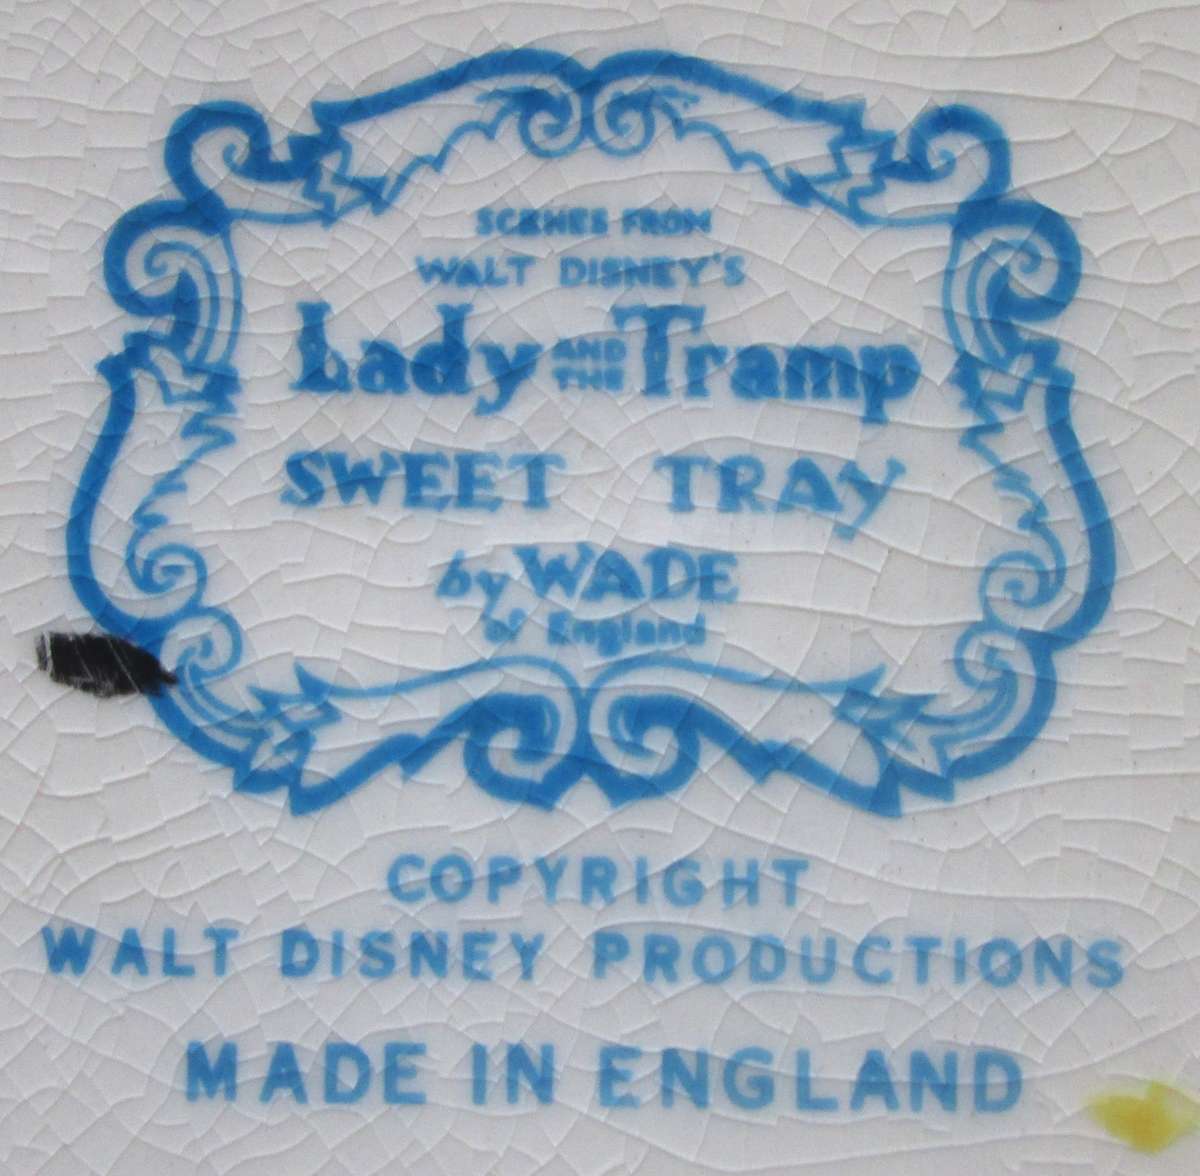 SCENES FROM
WALT DISNEY'S
Lady AND THE Tramp
SWEET TRAY
by WADE
of England
COPYRIGHT
WALT DISNEY PRODUCTIONS
MADE IN ENGLAND